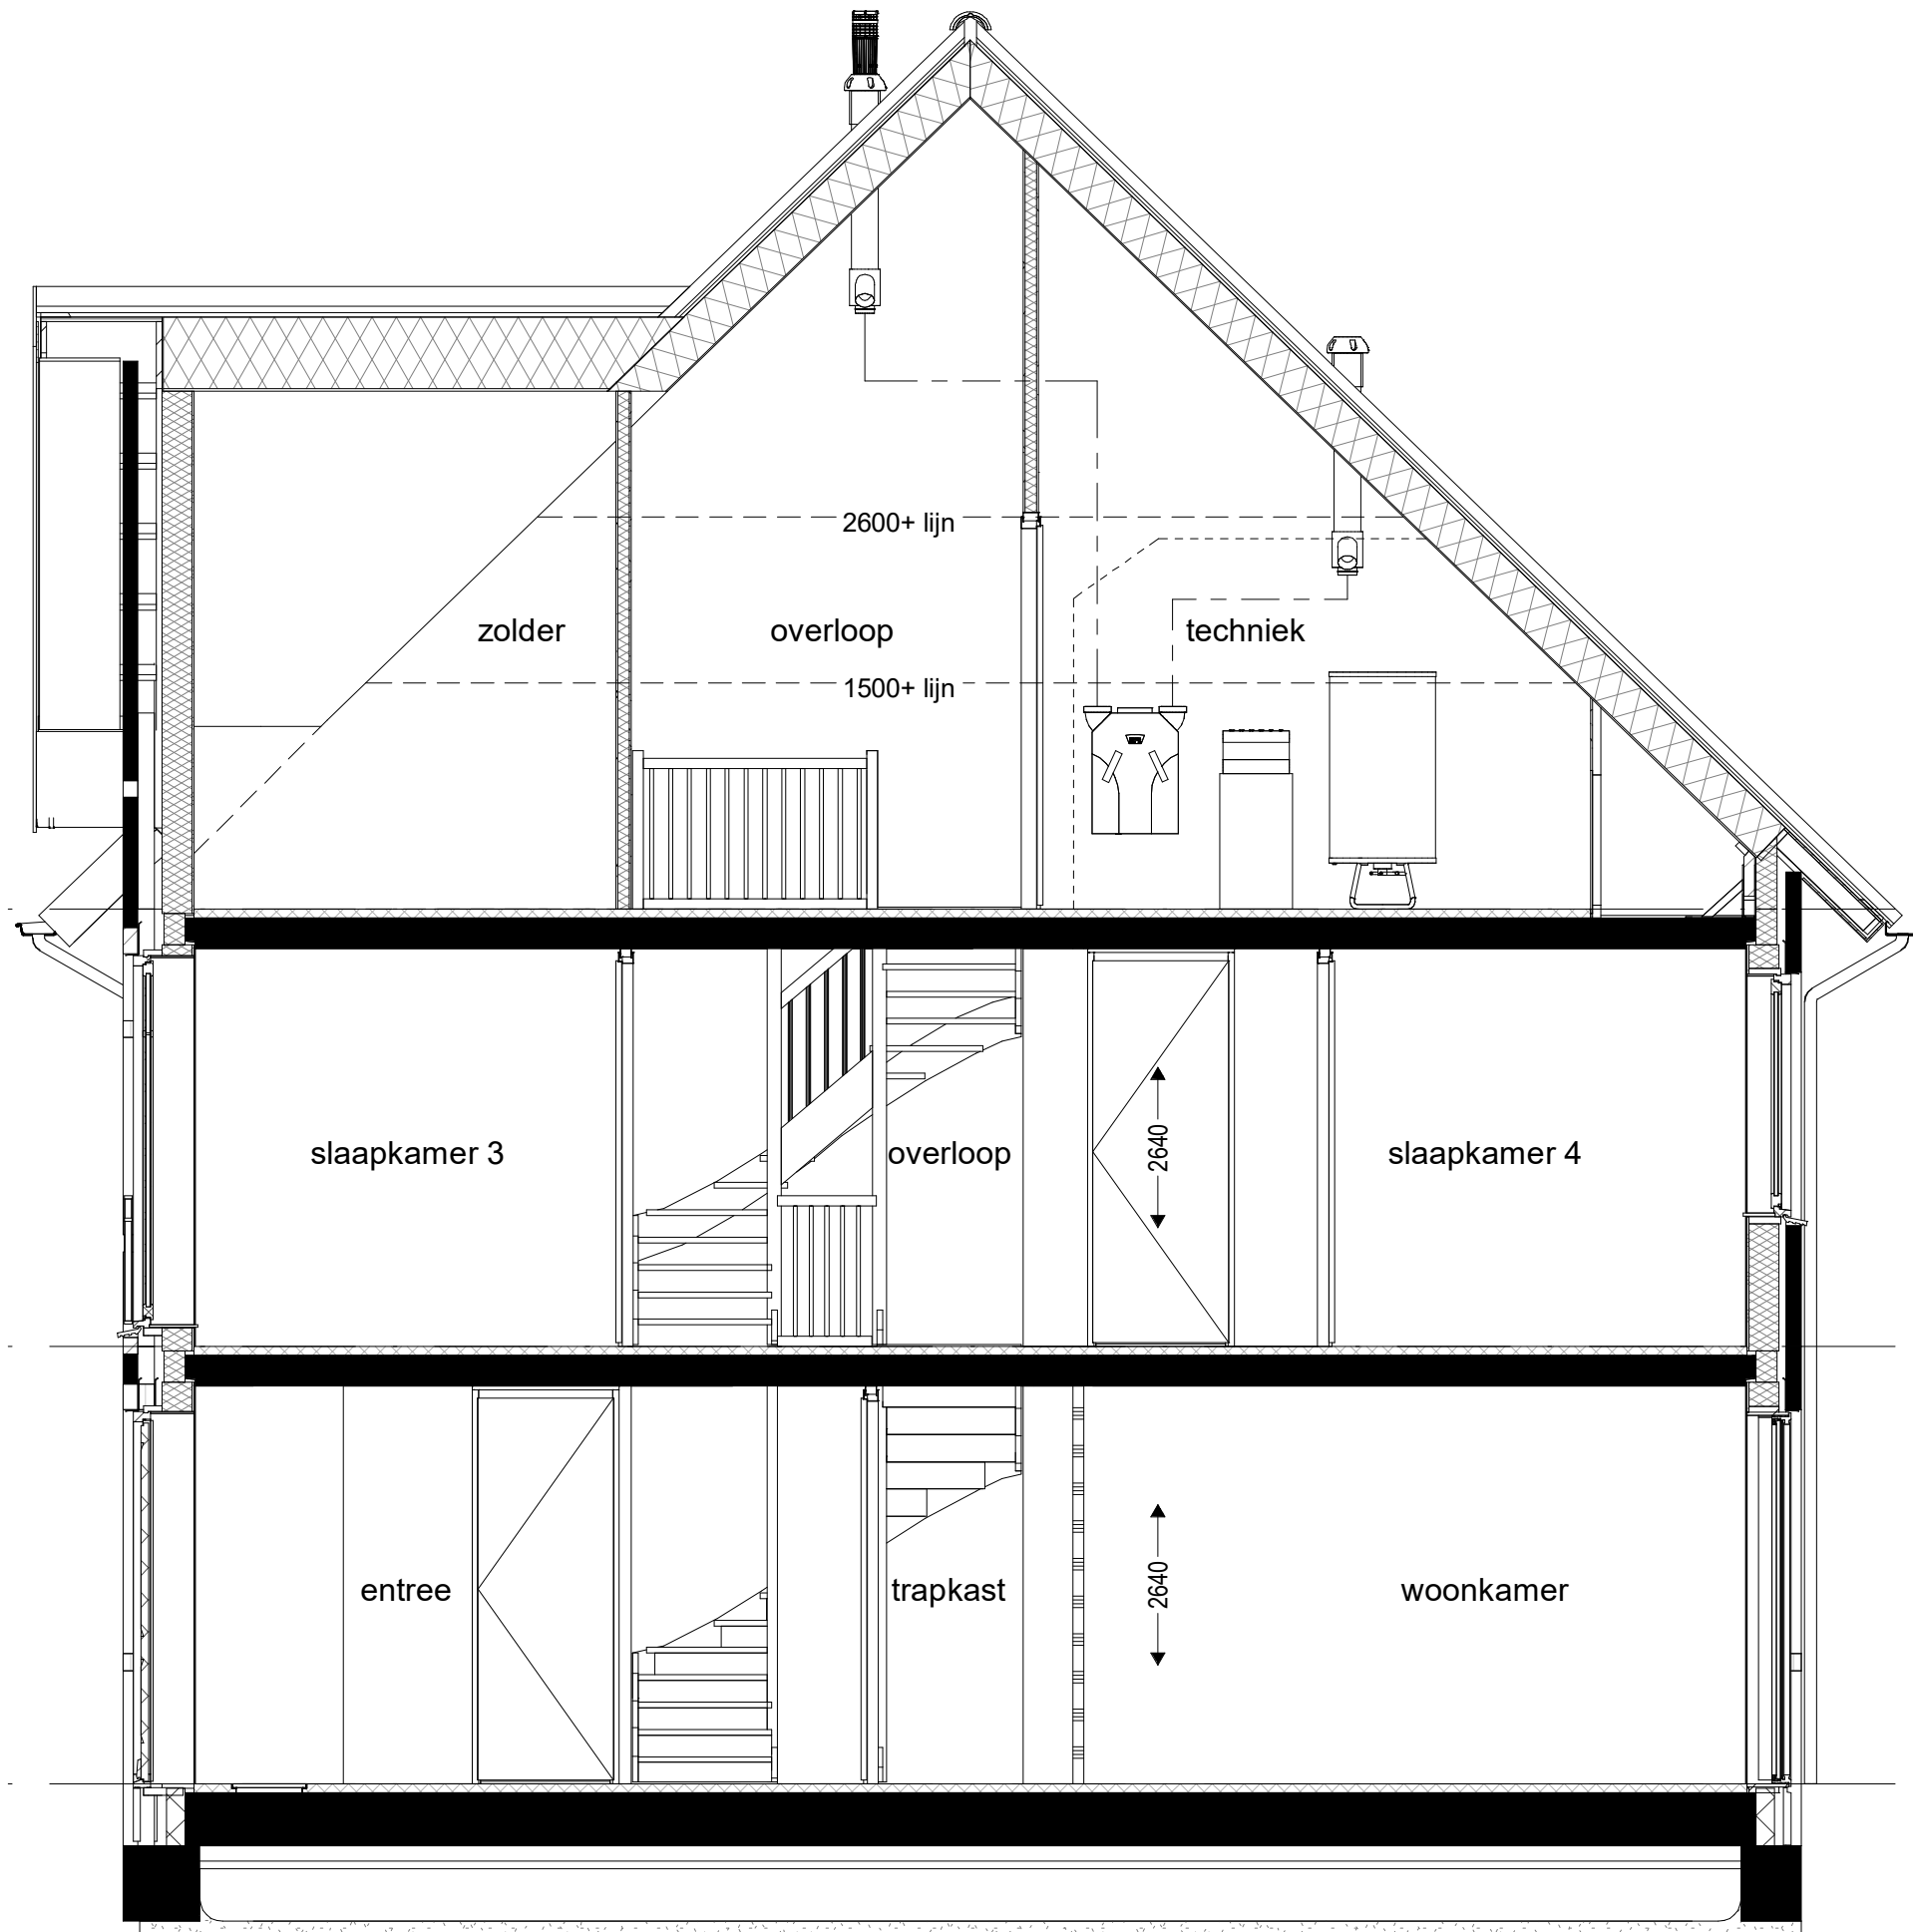 2600+ lijn
zolder
overloop
techniek
1500+ lijn
slaapkamer 3
overloop
2640
slaapkamer 4
entree
trapkast
2640
woonkamer